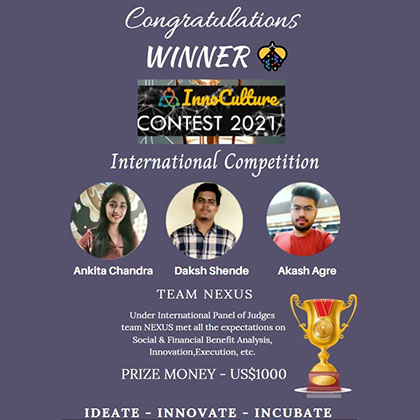 Congratulations
WINNER
InnoCulture
CONTEST 2021
International Competition
Ankita Chandra Daksh Shende Akash Agre
TEAM NEXUS
Under International Panel of Judges
team NEXUS met all the expectations on
Social & Financial Benefit Analysis,
Innovation,Execution, etc.
PRIZE MONEY - US$1000
IDEATE - INNOVATE - INCUBATE